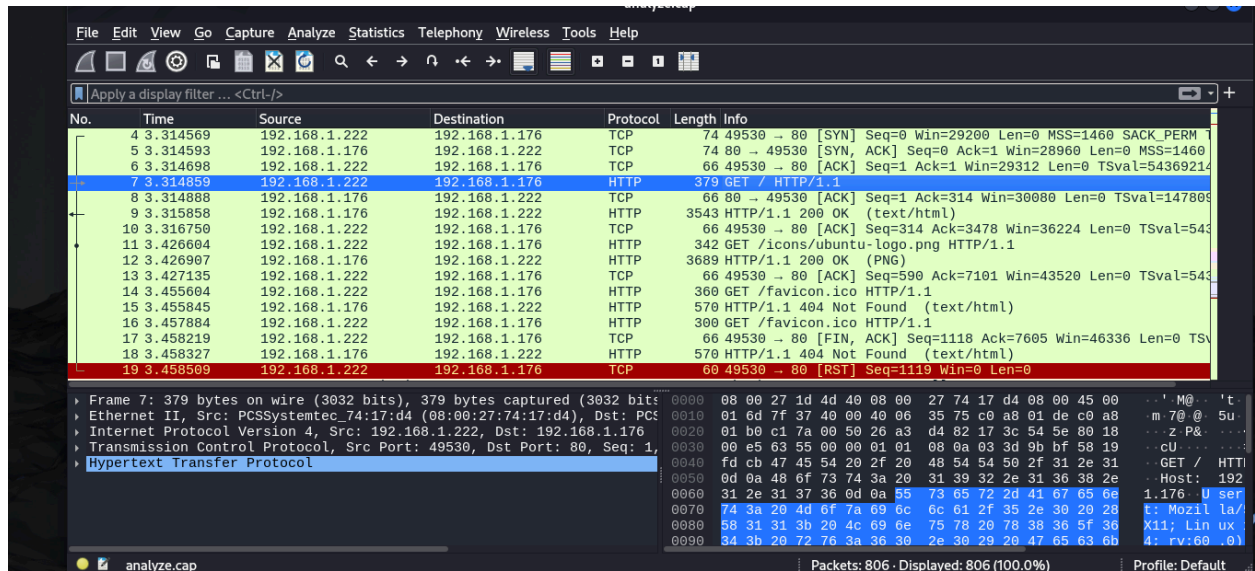 analyze.cap
File Edit View Go Capture Analyze Statistics Telephony Wireless Tools Help
Apply a display filter ... <Ctrl-/>
No. Time Source Destination Protocol Length Info
4 3.314569 192.168.1.222 192.168.1.176 TCP 74 49530 → 80 [SYN] Seq=0 Win=29200 Len=0 MSS=1460 SACK_PERM
5 3.314593 192.168.1.176 192.168.1.222 TCP 74 80 → 49530 [SYN, ACK] Seq=0 Ack=1 Win=28960 Len=0 MSS=1460
6 3.314698 192.168.1.222 192.168.1.176 TCP 66 49530 → 80 [ACK] Seq=1 Ack=1 Win=29312 Len=0 TSval=54369214
7 3.314859 192.168.1.222 192.168.1.176 HTTP 379 GET / HTTP/1.1
8 3.314888 192.168.1.176 192.168.1.222 TCP 66 80 → 49530 [ACK] Seq=1 Ack=314 Win=30080 Len=0 TSval=147809
9 3.315858 192.168.1.176 192.168.1.222 HTTP 3543 HTTP/1.1 200 OK (text/html)
10 3.316750 192.168.1.222 192.168.1.176 TCP 66 49530 → 80 [ACK] Seq=314 Ack=3478 Win=36224 Len=0 TSval=543
11 3.426604 192.168.1.222 192.168.1.176 HTTP 342 GET /icons/ubuntu-logo.png HTTP/1.1
12 3.426907 192.168.1.176 192.168.1.222 HTTP 3689 HTTP/1.1 200 OK (PNG)
13 3.427135 192.168.1.222 192.168.1.176 TCP 66 49530 → 80 [ACK] Seq=590 Ack=7101 Win=43520 Len=0 TSval=543
14 3.455604 192.168.1.222 192.168.1.176 HTTP 360 GET /favicon.ico HTTP/1.1
15 3.455845 192.168.1.176 192.168.1.222 HTTP 570 HTTP/1.1 404 Not Found (text/html)
16 3.457884 192.168.1.222 192.168.1.176 HTTP 300 GET /favicon.ico HTTP/1.1
17 3.458219 192.168.1.222 192.168.1.176 TCP 66 49530 → 80 [FIN, ACK] Seq=1118 Ack=7605 Win=46336 Len=0 TSv
18 3.458327 192.168.1.176 192.168.1.222 HTTP 570 HTTP/1.1 404 Not Found (text/html)
19 3.458509 192.168.1.222 192.168.1.176 TCP 60 49530 → 80 [RST] Seq=1119 Win=0 Len=0
Frame 7: 379 bytes on wire (3032 bits), 379 bytes captured (3032 bits
Ethernet II, Src: PCSSystemtec_74:17:d4 (08:00:27:74:17:d4), Dst: PCS
Internet Protocol Version 4, Src: 192.168.1.222, Dst: 192.168.1.176
Transmission Control Protocol, Src Port: 49530, Dst Port: 80, Seq: 1,
Hypertext Transfer Protocol
0000 08 00 27 1d 4d 40 08 00 27 74 17 d4 08 00 45 00 ··'·M@·· 't·
0010 01 6d 7f 37 40 00 40 06 35 75 c0 a8 01 de c0 a8 ·m·7@·@· 5u·
0020 01 b0 c1 7a 00 50 26 a3 d4 82 17 3c 54 5e 80 18 ···z·P&· ···
0030 00 e5 63 55 00 00 01 01 08 0a 03 3d 9b bf 58 19 ··cU···· ···
0040 fd cb 47 45 54 20 2f 20 48 54 54 50 2f 31 2e 31 ··GET / HTT
0050 0d 0a 48 6f 73 74 3a 20 31 39 32 2e 31 36 38 2e ··Host: 192
0060 31 2e 31 37 36 0d 0a 55 73 65 72 2d 41 67 65 6e 1.176··U ser
0070 74 3a 20 4d 6f 7a 69 6c 6c 61 2f 35 2e 30 20 28 t: Mozil la/
0080 58 31 31 3b 20 4c 69 6e 75 78 20 78 38 36 5f 36 X11; Lin ux
0090 34 3b 20 72 76 3a 36 30 2e 30 29 20 47 65 63 6b 4; rv:60 .0)
analyze.cap Packets: 806 · Displayed: 806 (100.0%) Profile: Default